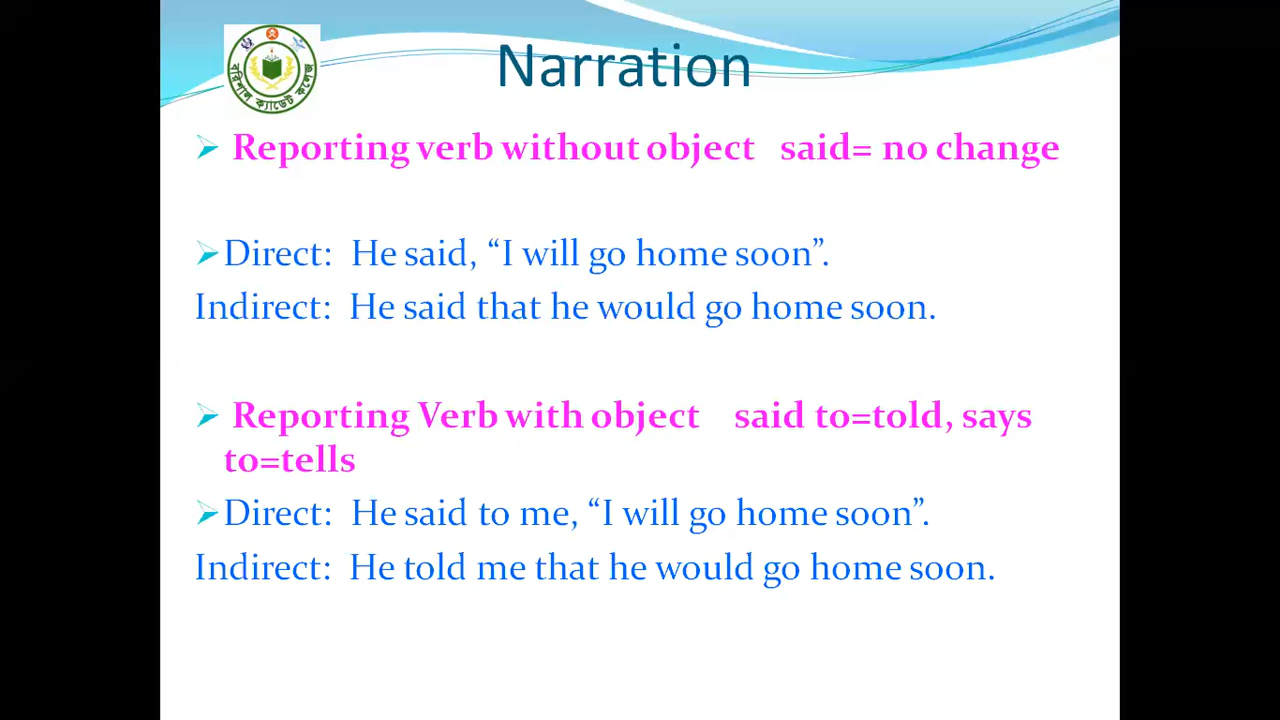 বরিশাল ক্যাডেট কলেজ
Narration
Reporting verb without object said= no change
Direct: He said, “I will go home soon”.
Indirect: He said that he would go home soon.
Reporting Verb with object said to=told, says
to=tells
Direct: He said to me, “I will go home soon”.
Indirect: He told me that he would go home soon.